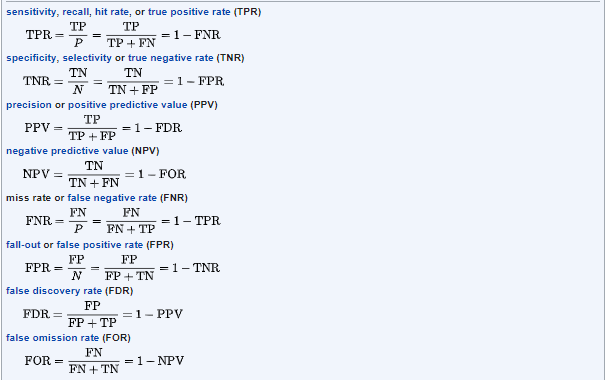 sensitivity, recall, hit rate, or true positive rate (TPR)
TPR = TP / P = TP / (TP + FN) = 1 − FNR
specificity, selectivity or true negative rate (TNR)
TNR = TN / N = TN / (TN + FP) = 1 − FPR
precision or positive predictive value (PPV)
PPV = TP / (TP + FP) = 1 − FDR
negative predictive value (NPV)
NPV = TN / (TN + FN) = 1 − FOR
miss rate or false negative rate (FNR)
FNR = FN / P = FN / (FN + TP) = 1 − TPR
fall-out or false positive rate (FPR)
FPR = FP / N = FP / (FP + TN) = 1 − TNR
false discovery rate (FDR)
FDR = FP / (FP + TP) = 1 − PPV
false omission rate (FOR)
FOR = FN / (FN + TN) = 1 − NPV